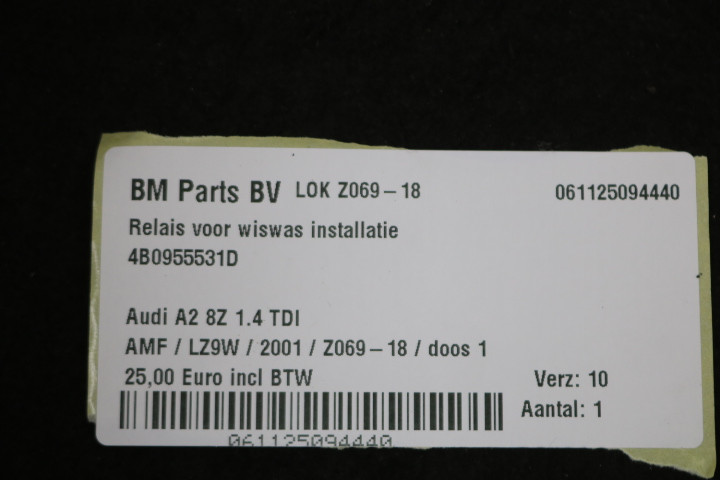 BM Parts BV LOK Z069-18 061125094440
Relais voor wiswas installatie
4B0955531D
Audi A2 8Z 1.4 TDI
AMF / LZ9W / 2001 / Z069-18 / doos 1
25,00 Euro incl BTW Verz: 10
Aantal: 1
061125094440